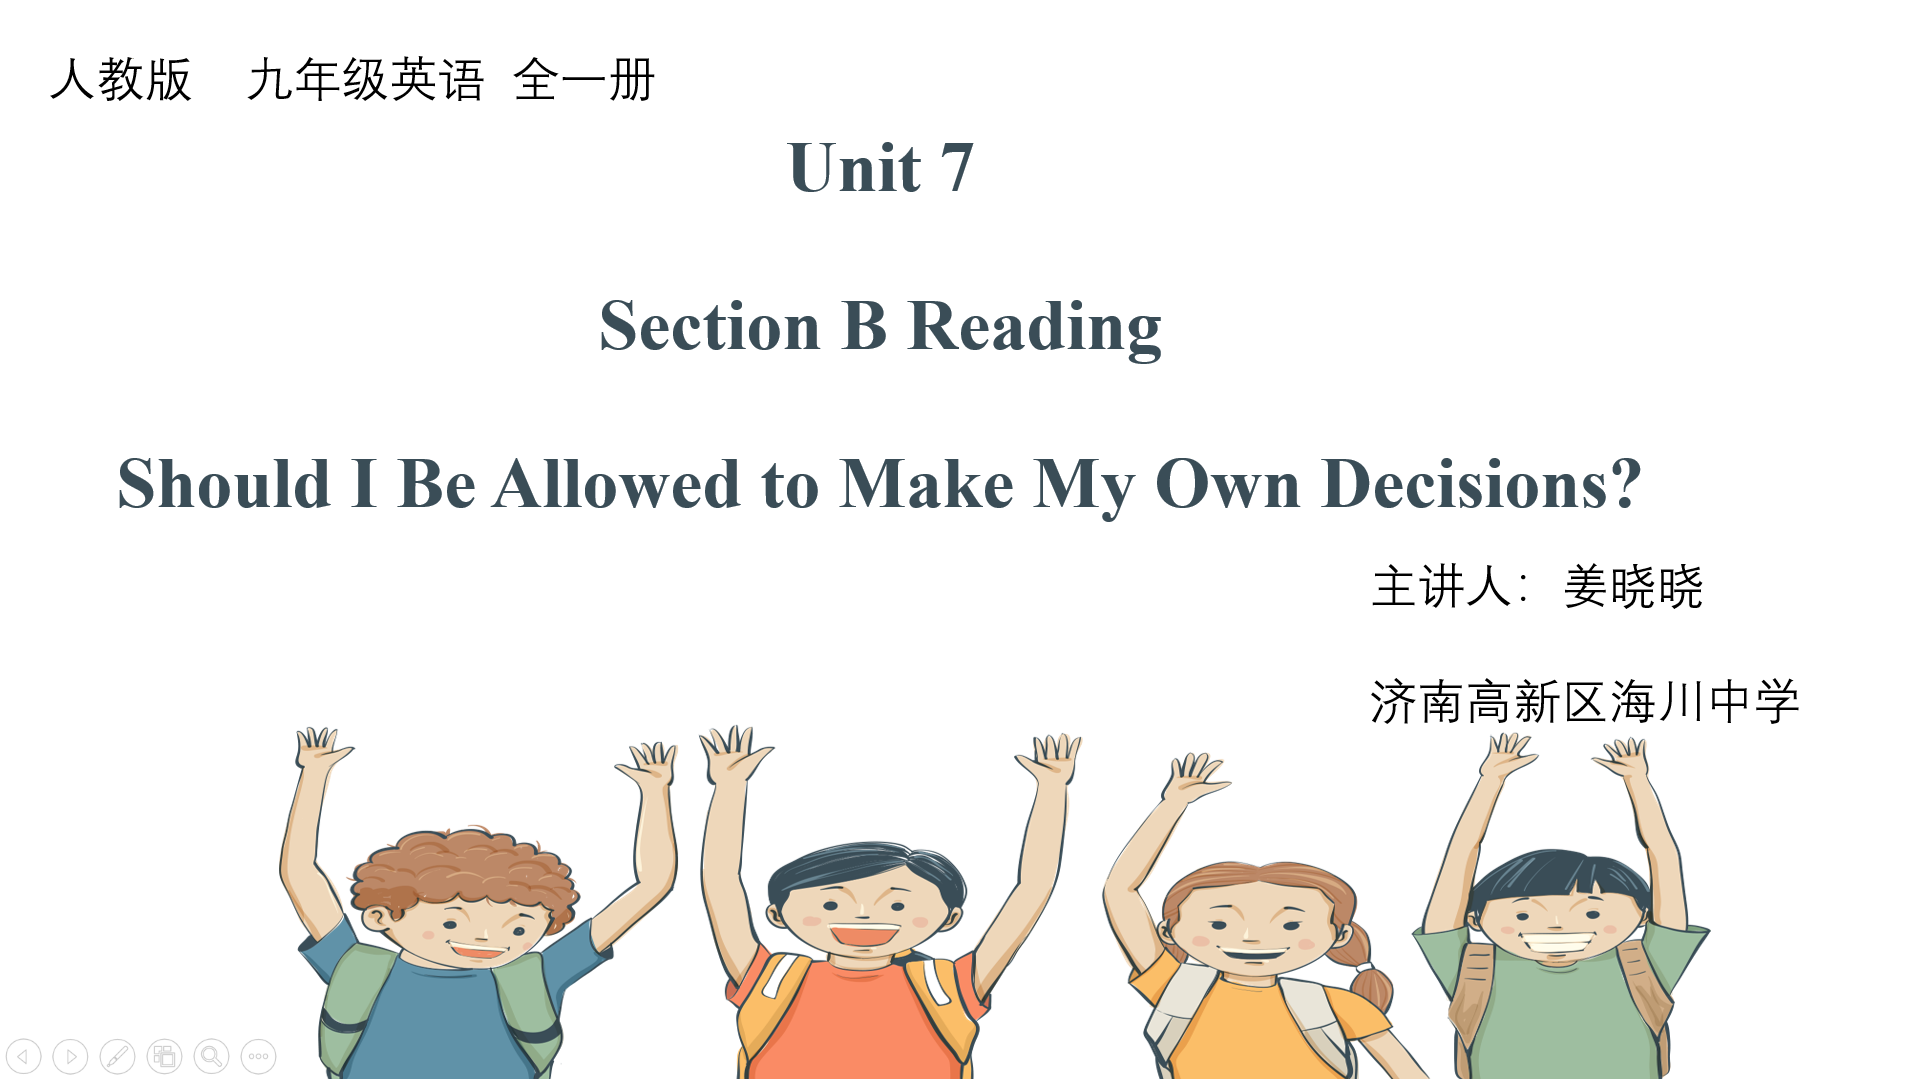 人教版 九年级英语 全一册
Unit 7
Section B Reading
Should I Be Allowed to Make My Own Decisions?
主讲人：姜晓晓
济南高新区海川中学